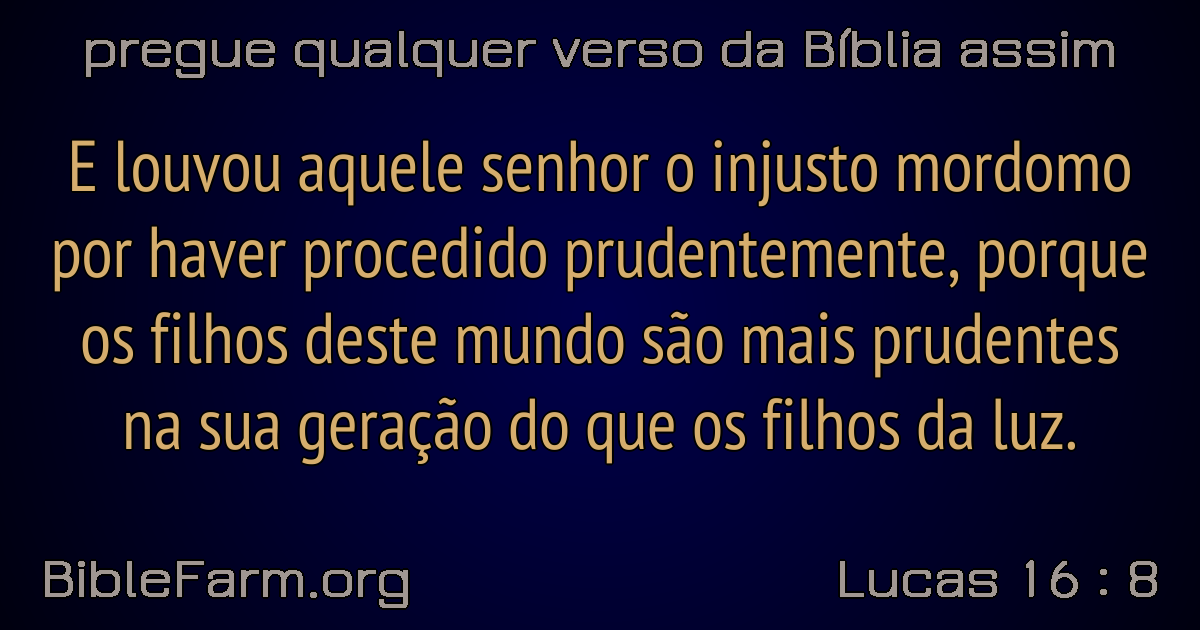 pregue qualquer verso da Bíblia assim
E louvou aquele senhor o injusto mordomo
por haver procedido prudentemente, porque
os filhos deste mundo são mais prudentes
na sua geração do que os filhos da luz.
BibleFarm.org
Lucas 16 : 8